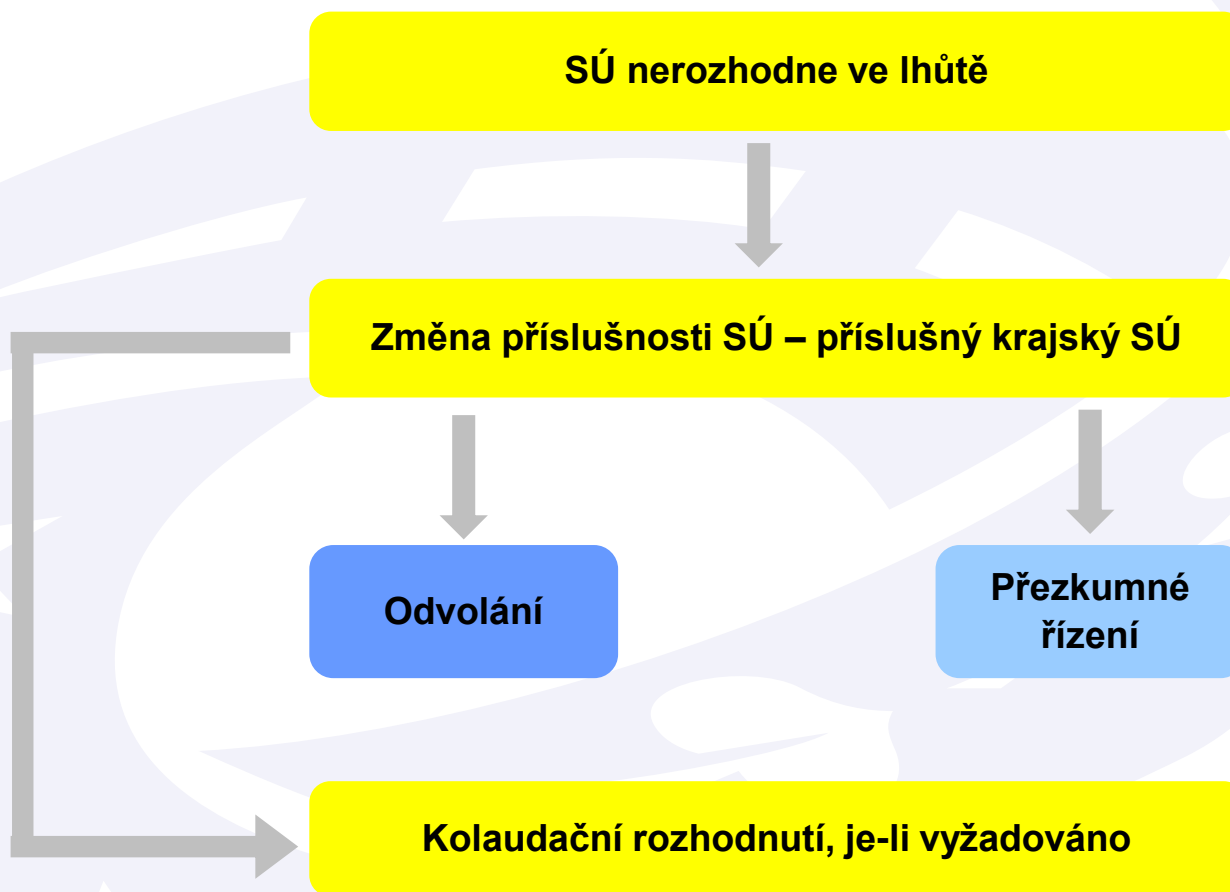 SÚ nerozhodne ve lhůtě
Změna příslušnosti SÚ – příslušný krajský SÚ
Odvolání
Přezkumné
řízení
Kolaudační rozhodnutí, je-li vyžadováno